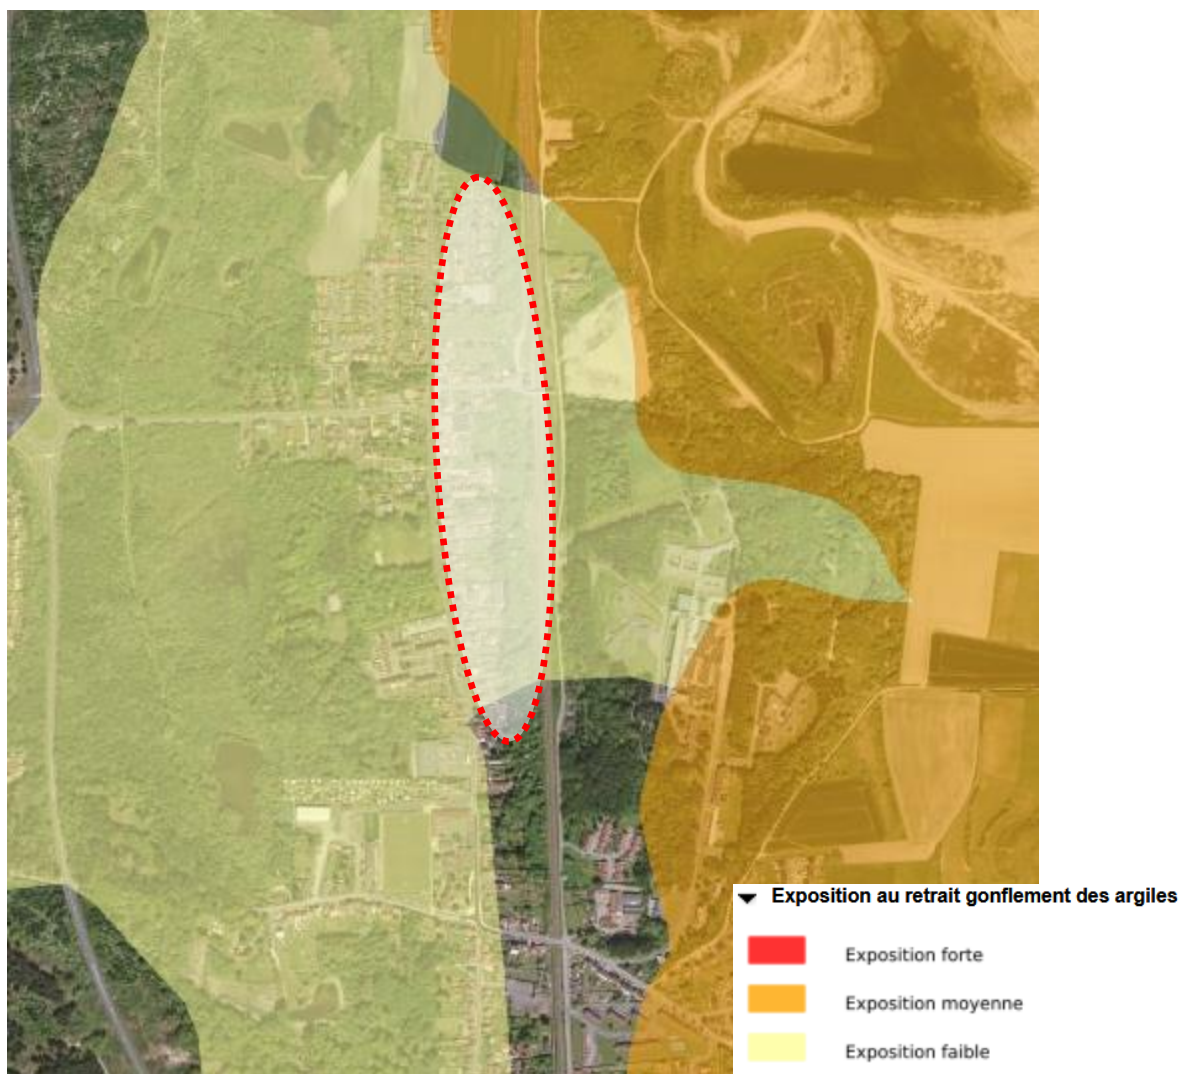 Exposition au retrait gonflement des argiles
Exposition forte
Exposition moyenne
Exposition faible